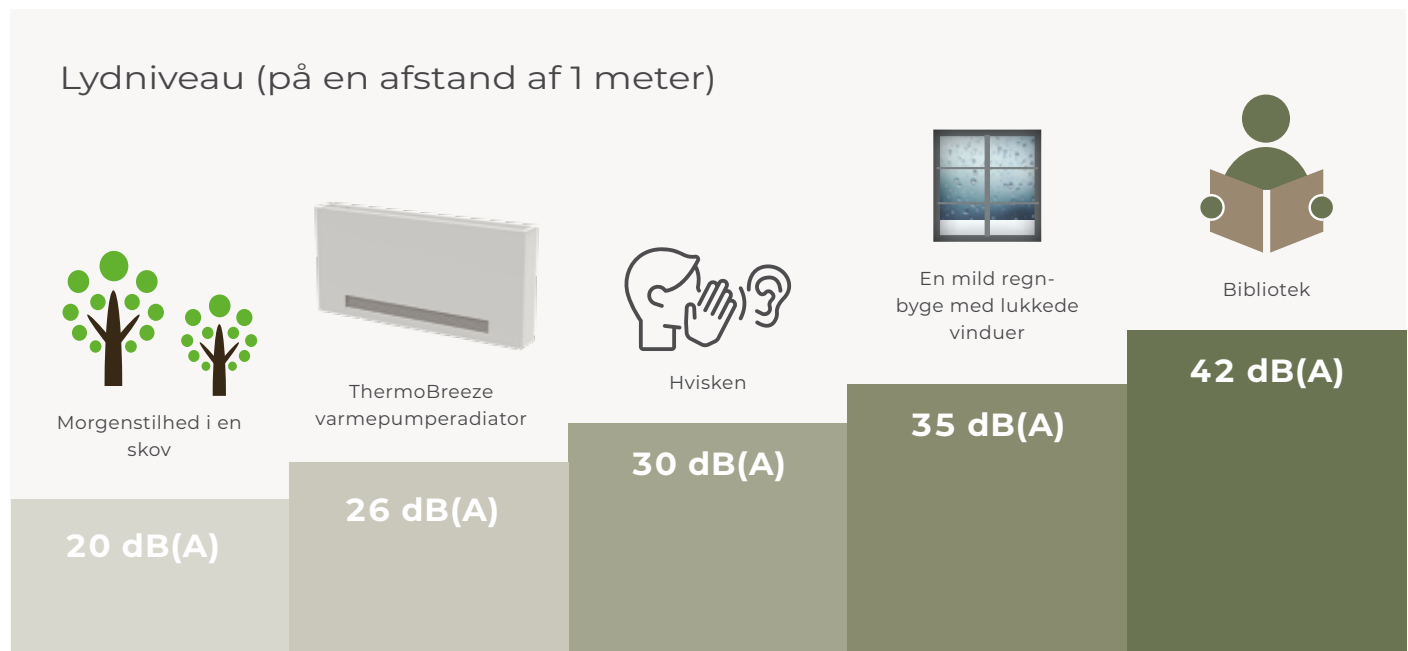 Lydniveau (på en afstand af 1 meter)
Morgenstilhed i en
skov
20 dB(A)
ThermoBreeze
varmepumperadiator
26 dB(A)
Hvisken
30 dB(A)
En mild regn-
byge med lukkede
vinduer
35 dB(A)
Bibliotek
42 dB(A)